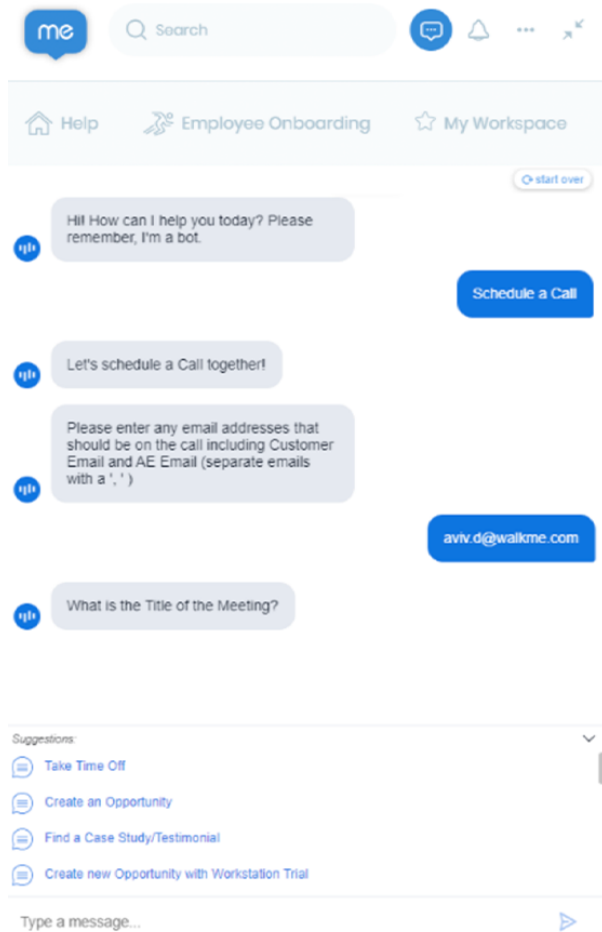 me
Search
Help
Employee Onboarding
My Workspace
start over
Hi! How can I help you today? Please
remember, I'm a bot.
Schedule a Call
Let's schedule a Call together!
Please enter any email addresses that
should be on the call including Customer
Email and AE Email (separate emails
with a ', ' )
aviv.d@walkme.com
What is the Title of the Meeting?
Suggestions:
Take Time Off
Create an Opportunity
Find a Case Study/Testimonial
Create new Opportunity with Workstation Trial
Type a message...